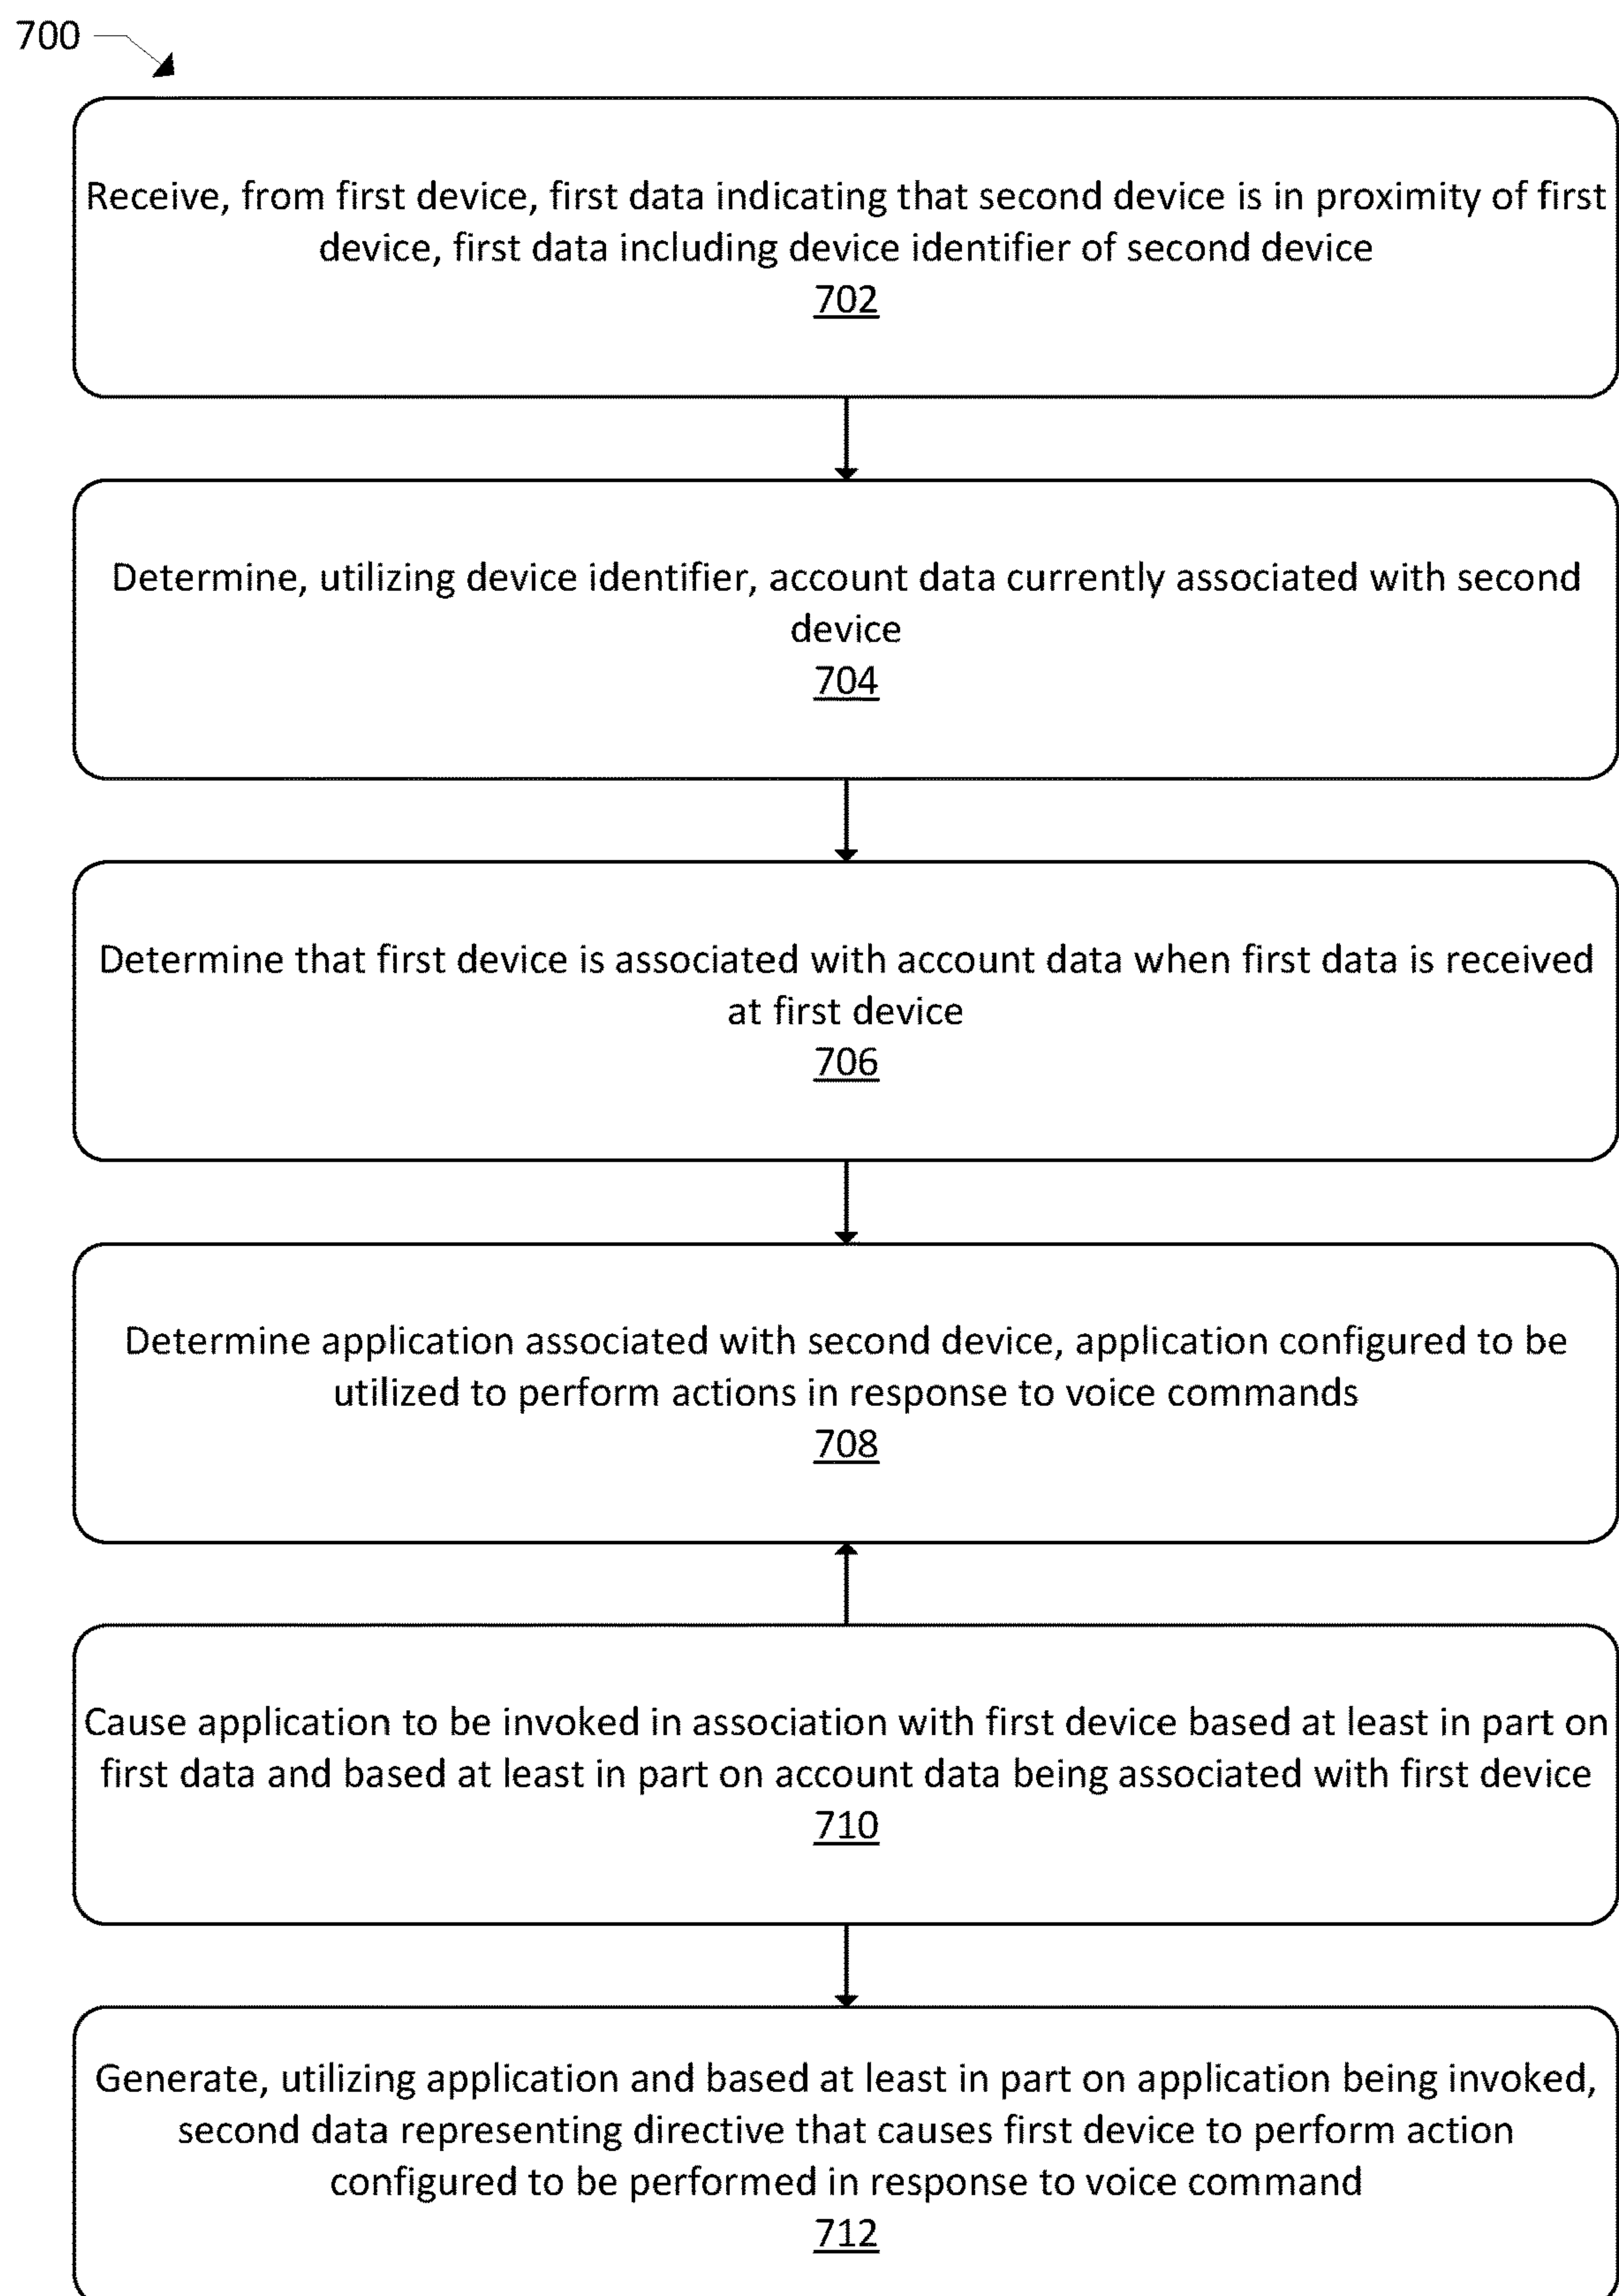 700
Receive, from first device, first data indicating that second device is in proximity of first
device, first data including device identifier of second device
702
Determine, utilizing device identifier, account data currently associated with second
device
704
Determine that first device is associated with account data when first data is received
at first device
706
Determine application associated with second device, application configured to be
utilized to perform actions in response to voice commands
708
Cause application to be invoked in association with first device based at least in part on
first data and based at least in part on account data being associated with first device
710
Generate, utilizing application and based at least in part on application being invoked,
second data representing directive that causes first device to perform action
configured to be performed in response to voice command
712